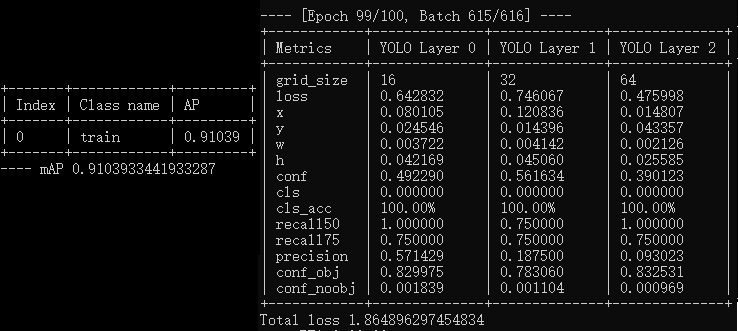 +-------+------------+---------+
| Index | Class name | AP      |
+-------+------------+---------+
| 0     | train      | 0.91039 |
+-------+------------+---------+
---- mAP 0.9103933441933287
---- [Epoch 99/100, Batch 615/616] ----
+------------+--------------+--------------+--------------+
| Metrics    | YOLO Layer 0 | YOLO Layer 1 | YOLO Layer 2 |
+------------+--------------+--------------+--------------+
| grid_size  | 16           | 32           | 64           |
| loss       | 0.642832     | 0.746067     | 0.475998     |
| x          | 0.080105     | 0.120836     | 0.014807     |
| y          | 0.024546     | 0.014396     | 0.043357     |
| w          | 0.003722     | 0.004142     | 0.002126     |
| h          | 0.042169     | 0.045060     | 0.025585     |
| conf       | 0.492290     | 0.561634     | 0.390123     |
| cls        | 0.000000     | 0.000000     | 0.000000     |
| cls_acc    | 100.00%      | 100.00%      | 100.00%      |
| recall50   | 1.000000     | 0.750000     | 1.000000     |
| recall75   | 0.750000     | 0.750000     | 0.750000     |
| precision  | 0.571429     | 0.187500     | 0.093023     |
| conf_obj   | 0.829975     | 0.783060     | 0.832531     |
| conf_noobj | 0.001839     | 0.001104     | 0.000969     |
+------------+--------------+--------------+--------------+
Total loss 1.864896297454834